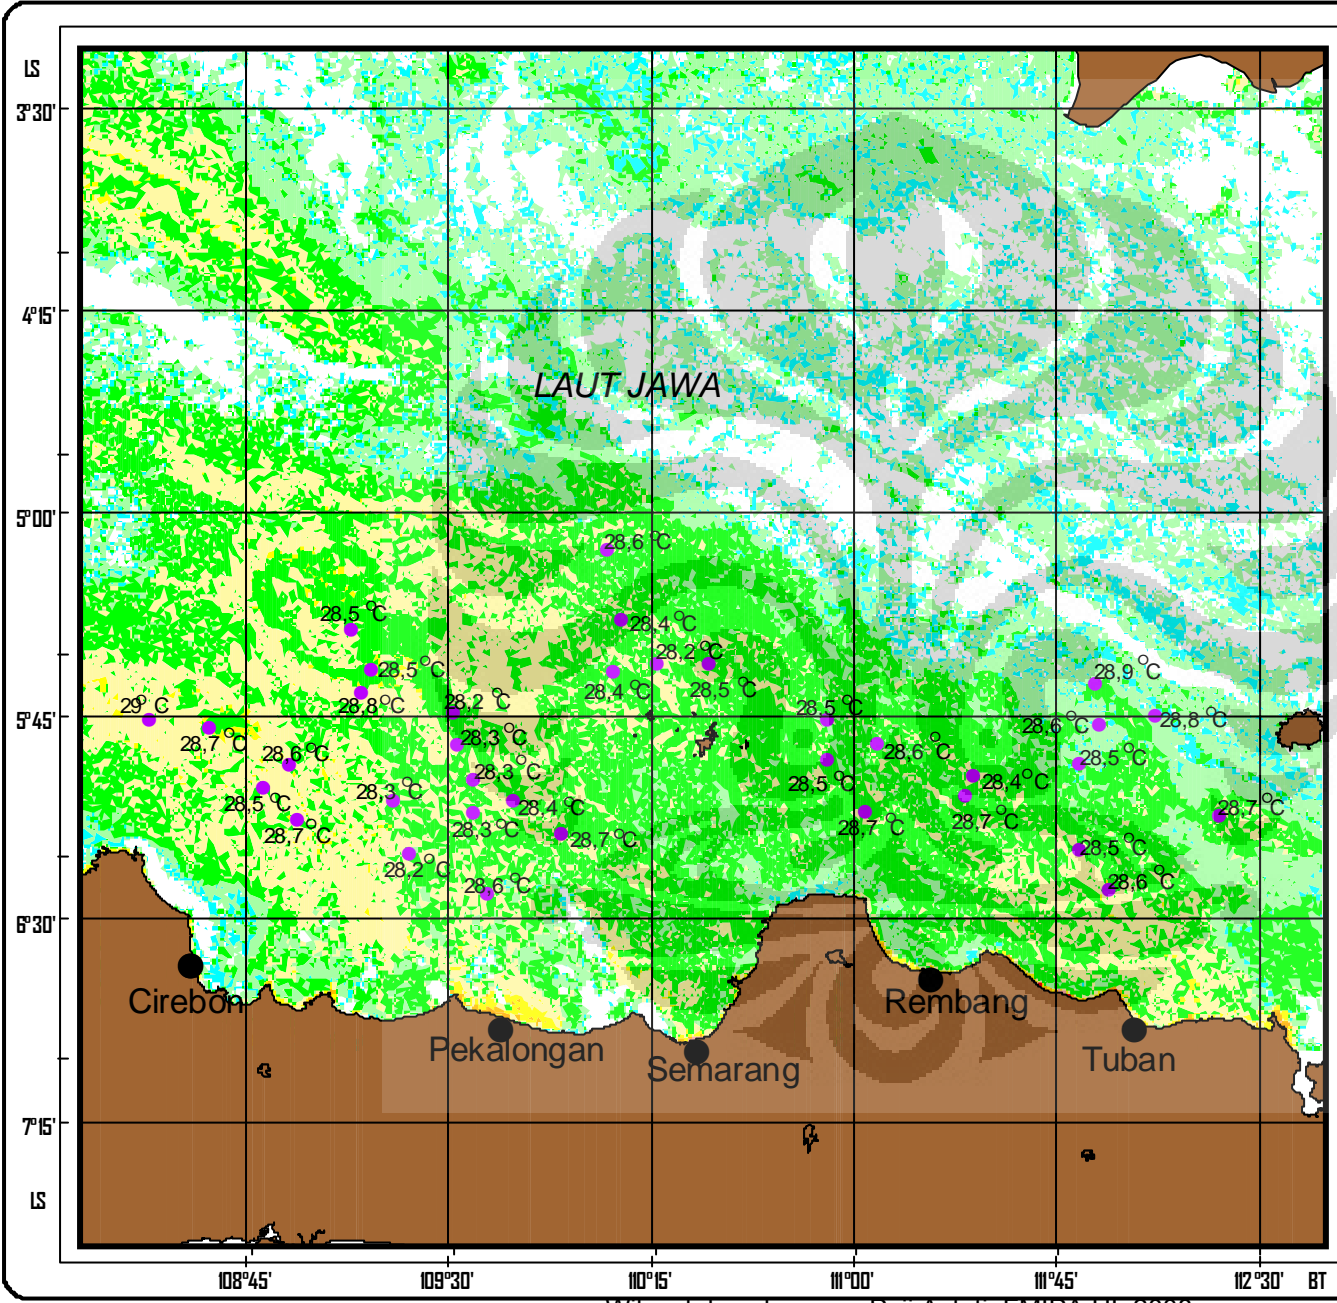 LS
3°30'
4°15'
LAUT JAWA
5°00'
28,6 °C
28,5 °C
28,4 °C
28,2 °C
28,5 °C
28,4 °C
28,5 °C
28,9 °C
28,8 °C
28,2 °C
29° C
5°45'
28,5 °C
28,6 °C
28,8 °C
28,7 °C
28,3 °C
28,6 °C
28,6 °C
28,5 °C
28,3 °C
28,5 °C
28,4 °C
28,5 °C
28,3 °C
28,4 °C
28,7 °C
28,7 °C
28,7 °C
28,7 °C
28,3 °C
28,7 °C
28,5 °C
28,2 °C
28,6 °C
28,6 °C
6°30'
Cirebon
Rembang
Pekalongan
Semarang
Tuban
7°15'
LS
108°45'
109°30'
110°15'
111°00'
111°45'
112°30'
BT